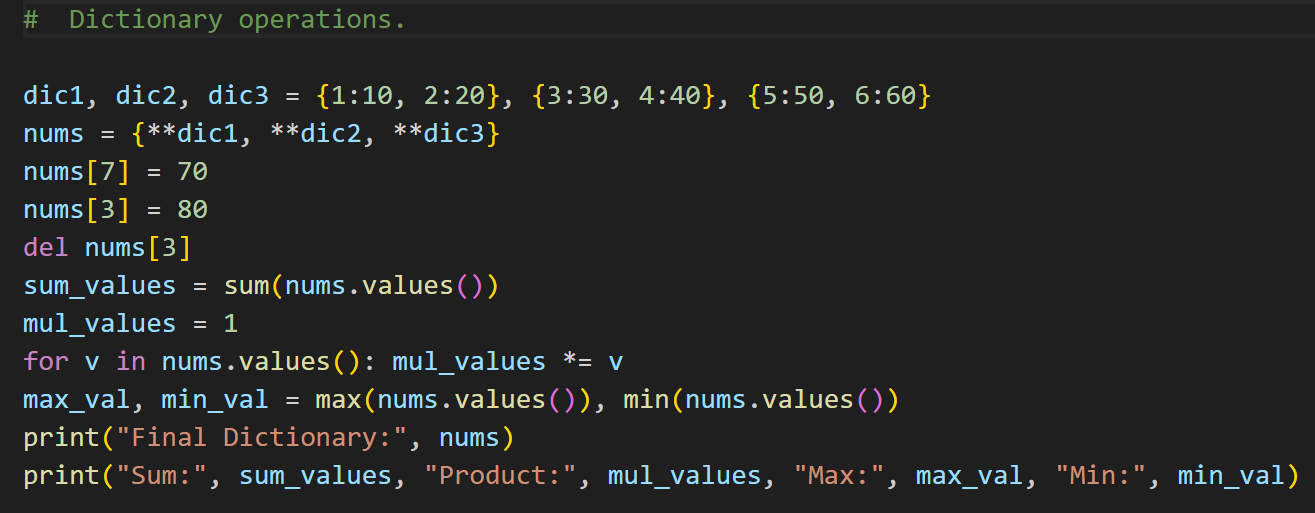 #  Dictionary operations.
dic1, dic2, dic3 = {1:10, 2:20}, {3:30, 4:40}, {5:50, 6:60}
nums = {**dic1, **dic2, **dic3}
nums[7] = 70
nums[3] = 80
del nums[3]
sum_values = sum(nums.values())
mul_values = 1
for v in nums.values(): mul_values *= v
max_val, min_val = max(nums.values()), min(nums.values())
print("Final Dictionary:", nums)
print("Sum:", sum_values, "Product:", mul_values, "Max:", max_val, "Min:", min_val)